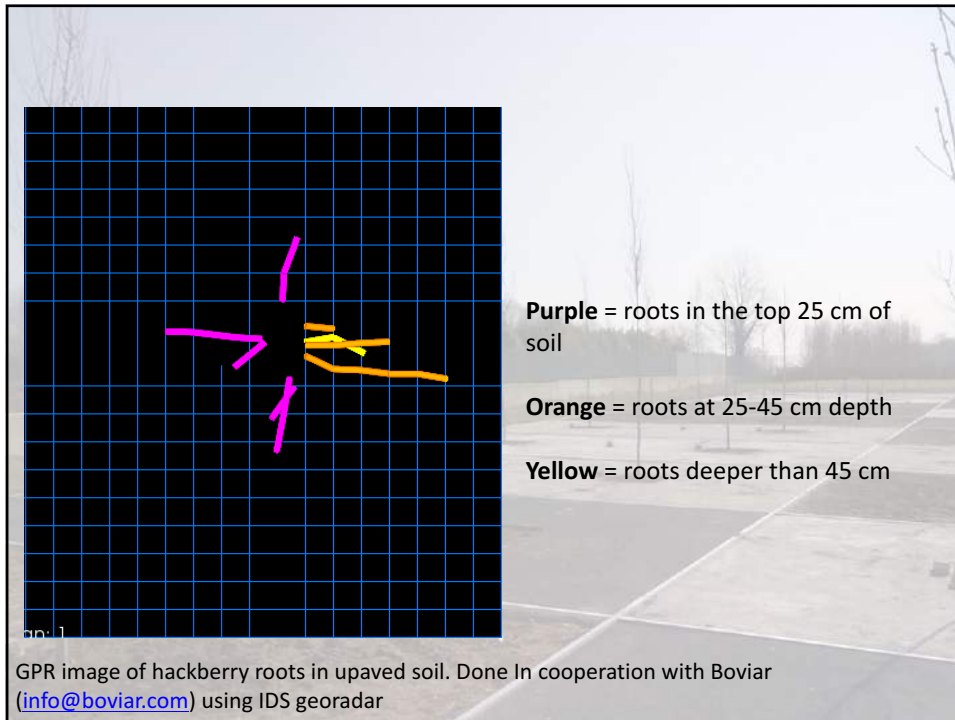 Purple = roots in the top 25 cm of
soil
Orange = roots at 25-45 cm depth
Yellow = roots deeper than 45 cm
GPR image of hackberry roots in upaved soil. Done In cooperation with Boviar
(info@boviar.com) using IDS georadar